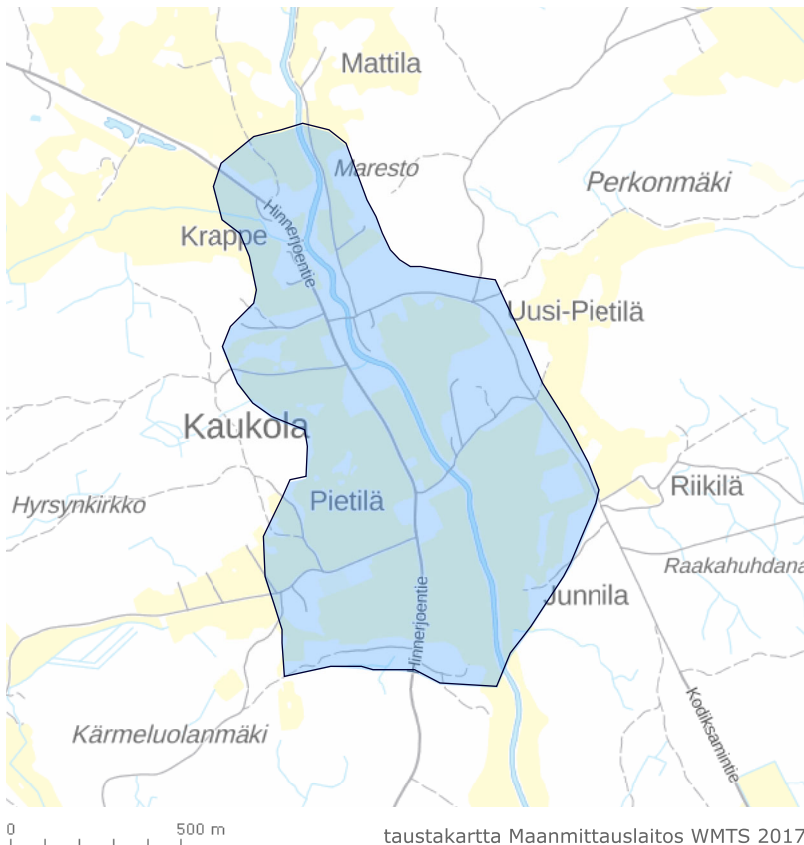 Mattila
Maresto
Perkonmäki
Hinnerjoentie
Krappe
Uusi-Pietilä
Kaukola
Riikilä
Pietilä
Hyrsynkirkko
Raakahuhdana
Junnila
Hinnerjoentie
Kodiksamintie
Kärmeluolanmäki
0 500 m
taustakartta Maanmittauslaitos WMTS 2017